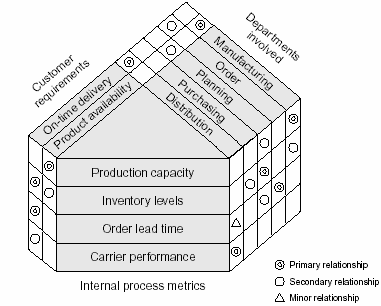 Customer
requirements
Departments
involved
On-time delivery
Product availability
Manufacturing
Order
Planning
Purchasing
Distribution
Production capacity
Inventory levels
Order lead time
Carrier performance
Internal process metrics
Primary relationship
Secondary relationship
Minor relationship